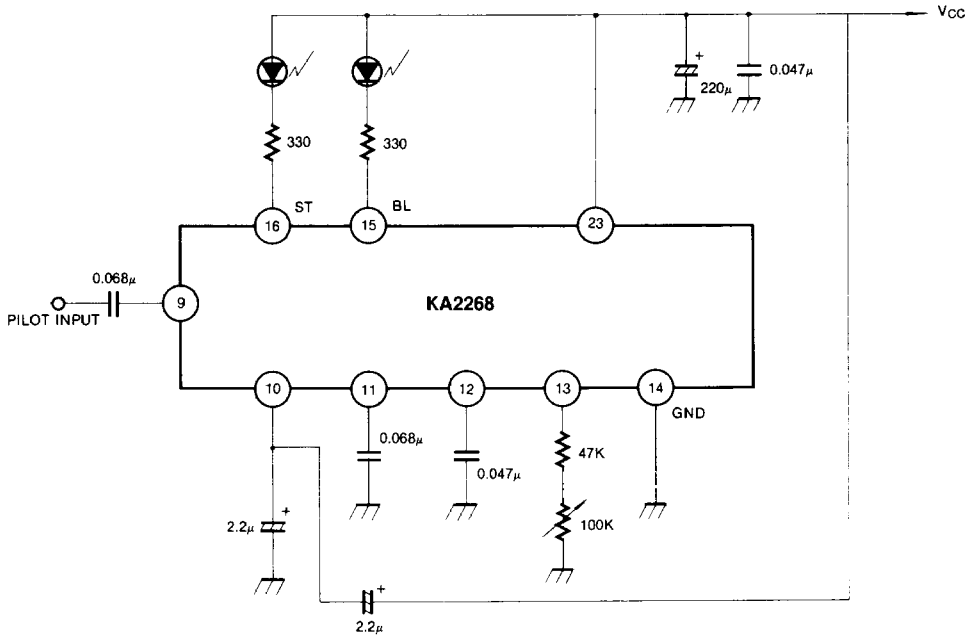 VCC
220μ
+
0.047μ
330
330
16
ST
15
BL
23
0.068μ
PILOT INPUT
9
KA2268
10
11
12
13
14
GND
0.068μ
0.047μ
47K
100K
2.2μ
+
2.2μ
+